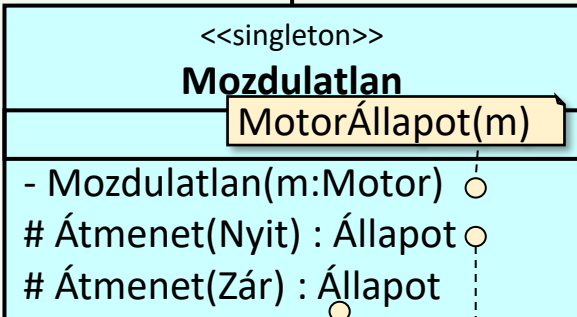 <<singleton>>
Mozdulatlan
MotorÁllapot(m)
- Mozdulatlan(m:Motor)
# Átmenet(Nyit) : Állapot
# Átmenet(Zár) : Állapot